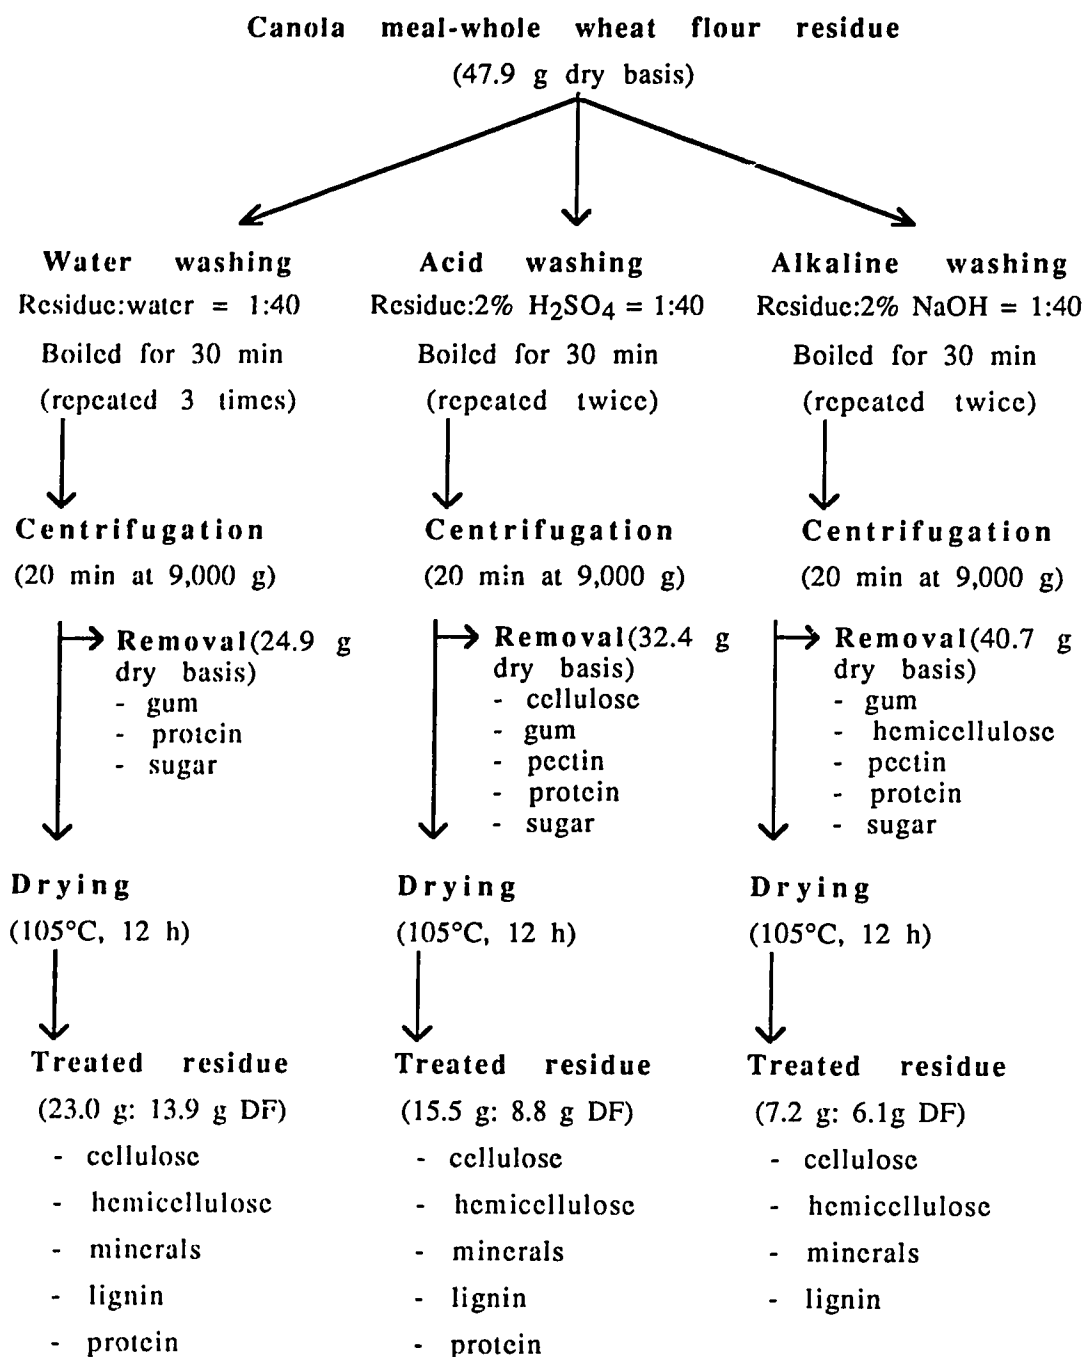 Canola meal-whole wheat flour residue
(47.9 g dry basis)
Water washing
Residue:water = 1:40
Boiled for 30 min
(repeated 3 times)
Centrifugation
(20 min at 9,000 g)
Removal(24.9 g
dry basis)
- gum
- protein
- sugar
Drying
(105°C, 12 h)
Treated residue
(23.0 g: 13.9 g DF)
- cellulose
- hemicellulose
- minerals
- lignin
- protein
Acid washing
Residue:2% H₂SO₄ = 1:40
Boiled for 30 min
(repeated twice)
Centrifugation
(20 min at 9,000 g)
Removal(32.4 g
dry basis)
- cellulose
- gum
- pectin
- protein
- sugar
Drying
(105°C, 12 h)
Treated residue
(15.5 g: 8.8 g DF)
- cellulose
- hemicellulose
- minerals
- lignin
- protein
Alkaline washing
Residue:2% NaOH = 1:40
Boiled for 30 min
(repeated twice)
Centrifugation
(20 min at 9,000 g)
Removal(40.7 g
dry basis)
- gum
- hemicellulose
- pectin
- protein
- sugar
Drying
(105°C, 12 h)
Treated residue
(7.2 g: 6.1g DF)
- cellulose
- hemicellulose
- minerals
- lignin